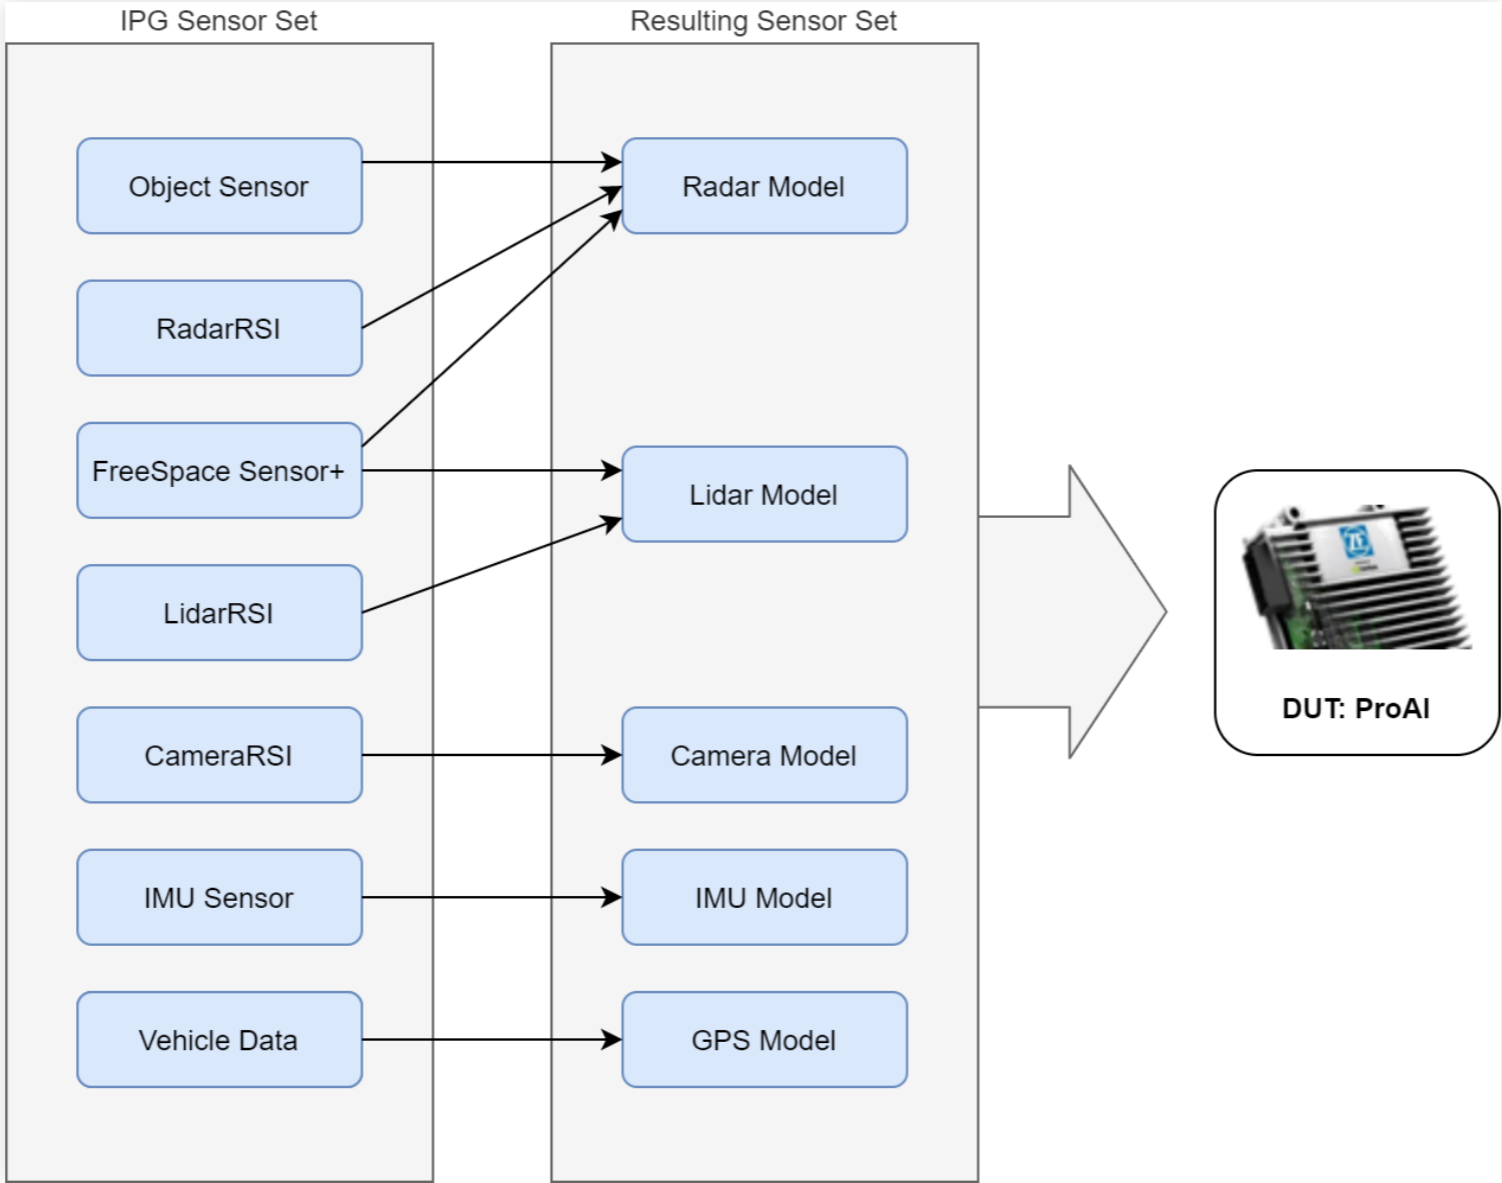 IPG Sensor Set
Resulting Sensor Set
Object Sensor
Radar Model
RadarRSI
FreeSpace Sensor+
Lidar Model
LidarRSI
ZF
DUT: ProAI
CameraRSI
Camera Model
IMU Sensor
IMU Model
Vehicle Data
GPS Model